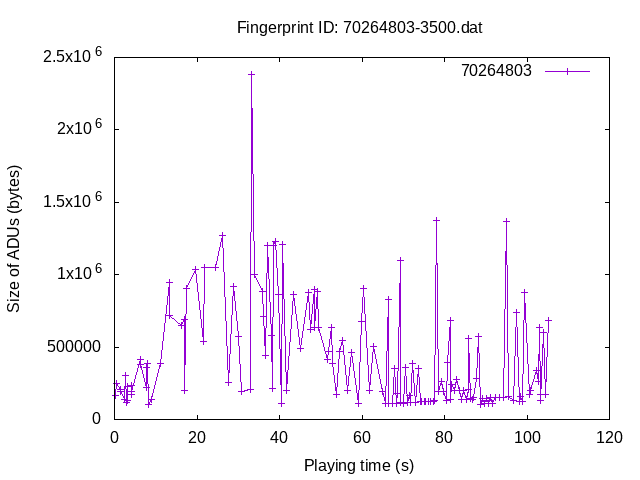 Fingerprint ID: 70264803-3500.dat
2.5x10^6
70264803
2x10^6
1.5x10^6
1x10^6
500000
0
Size of ADUs (bytes)
0 20 40 60 80 100 120
Playing time (s)